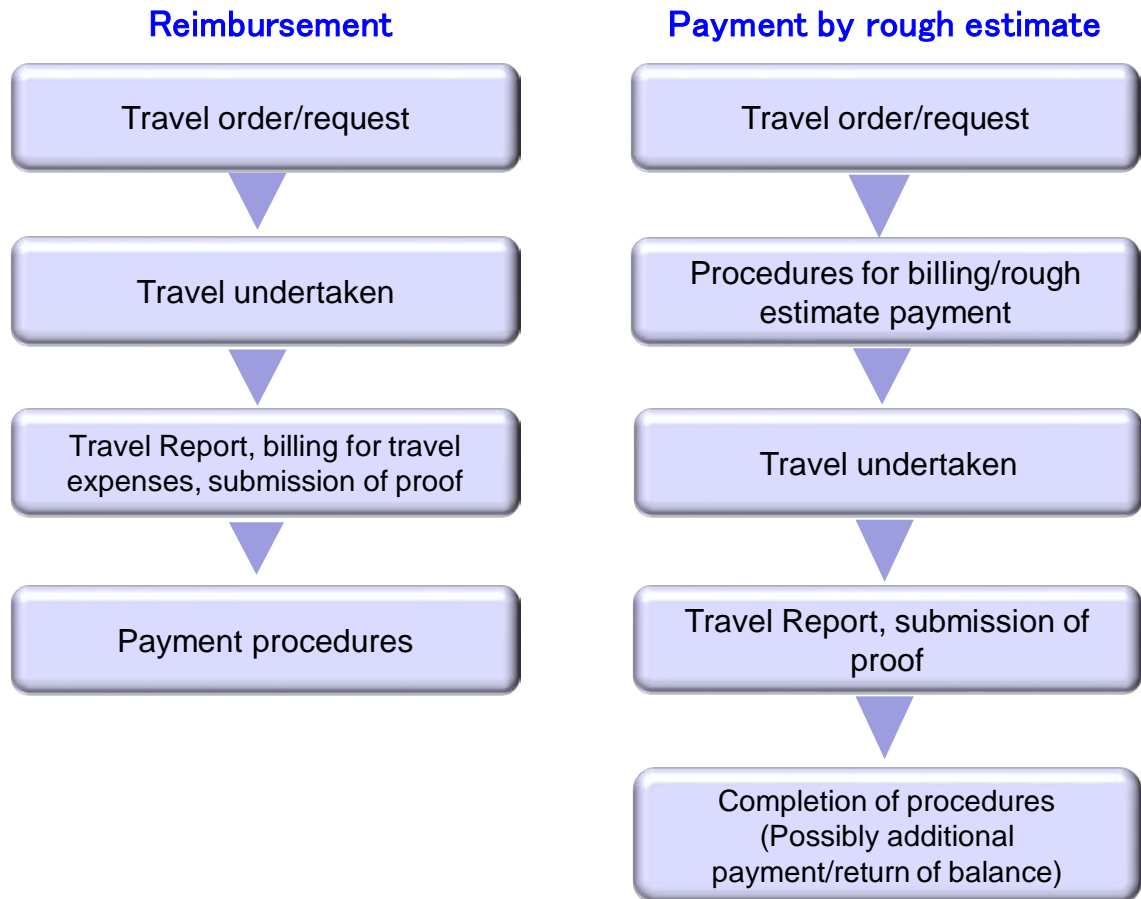 Reimbursement
Travel order/request
Travel undertaken
Travel Report, billing for travel
expenses, submission of proof
Payment procedures
Payment by rough estimate
Travel order/request
Procedures for billing/rough
estimate payment
Travel undertaken
Travel Report, submission of
proof
Completion of procedures
(Possibly additional
payment/return of balance)